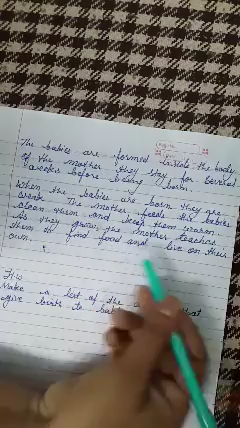 The babies are formed inside the body
of the mother they stay for several
weeks before being born.
When the babies are born they are
weak. The mother feeds the babies
clean them and keep them warm.
As they grow, the mother teaches
them to find food and live on their
own.
H.W
Make a list of the that
give birth to